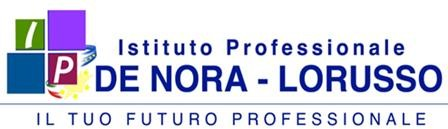 IP
Istituto Professionale
DE NORA - LORUSSO
IL TUO FUTURO PROFESSIONALE